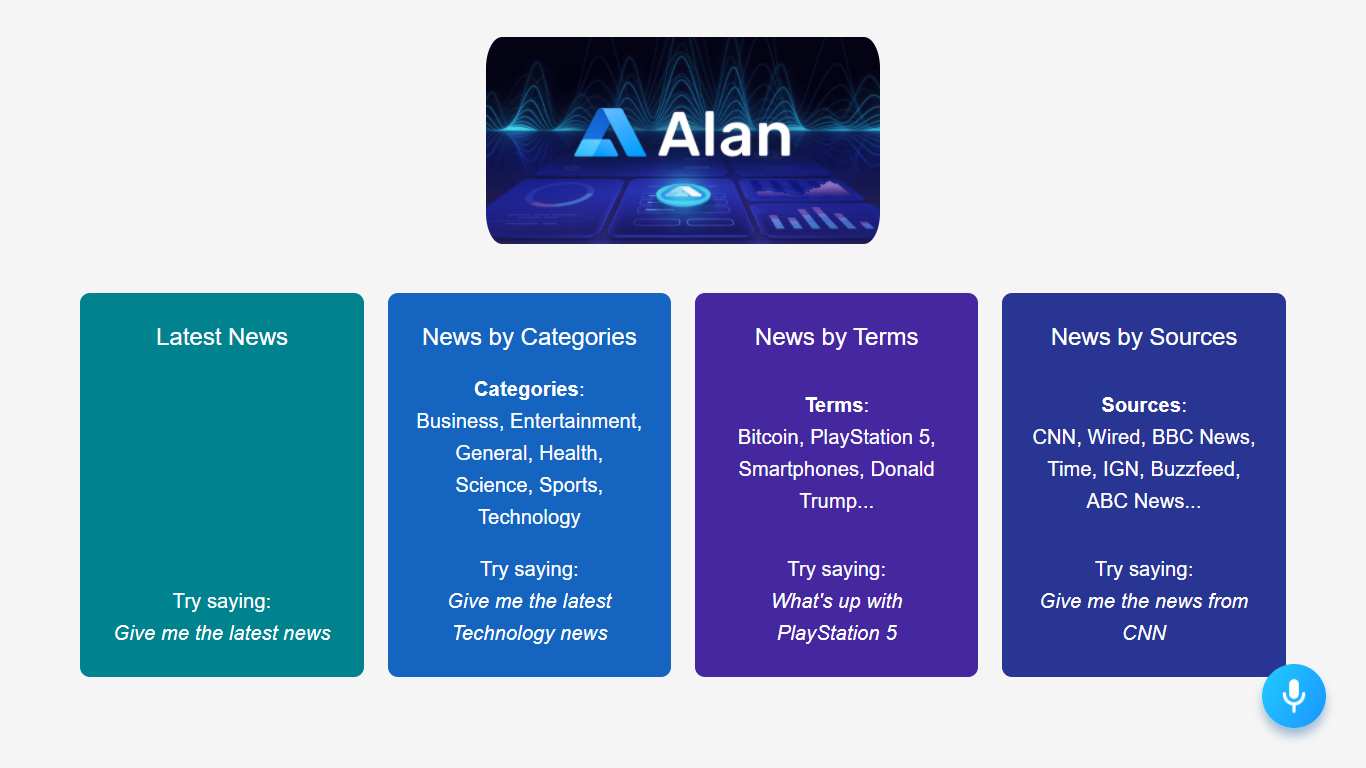 Alan
Latest News
Try saying:
Give me the latest news
News by Categories
Categories:
Business, Entertainment,
General, Health,
Science, Sports,
Technology
Try saying:
Give me the latest
Technology news
News by Terms
Terms:
Bitcoin, PlayStation 5,
Smartphones, Donald
Trump...
Try saying:
What's up with
PlayStation 5
News by Sources
Sources:
CNN, Wired, BBC News,
Time, IGN, Buzzfeed,
ABC News...
Try saying:
Give me the news from
CNN